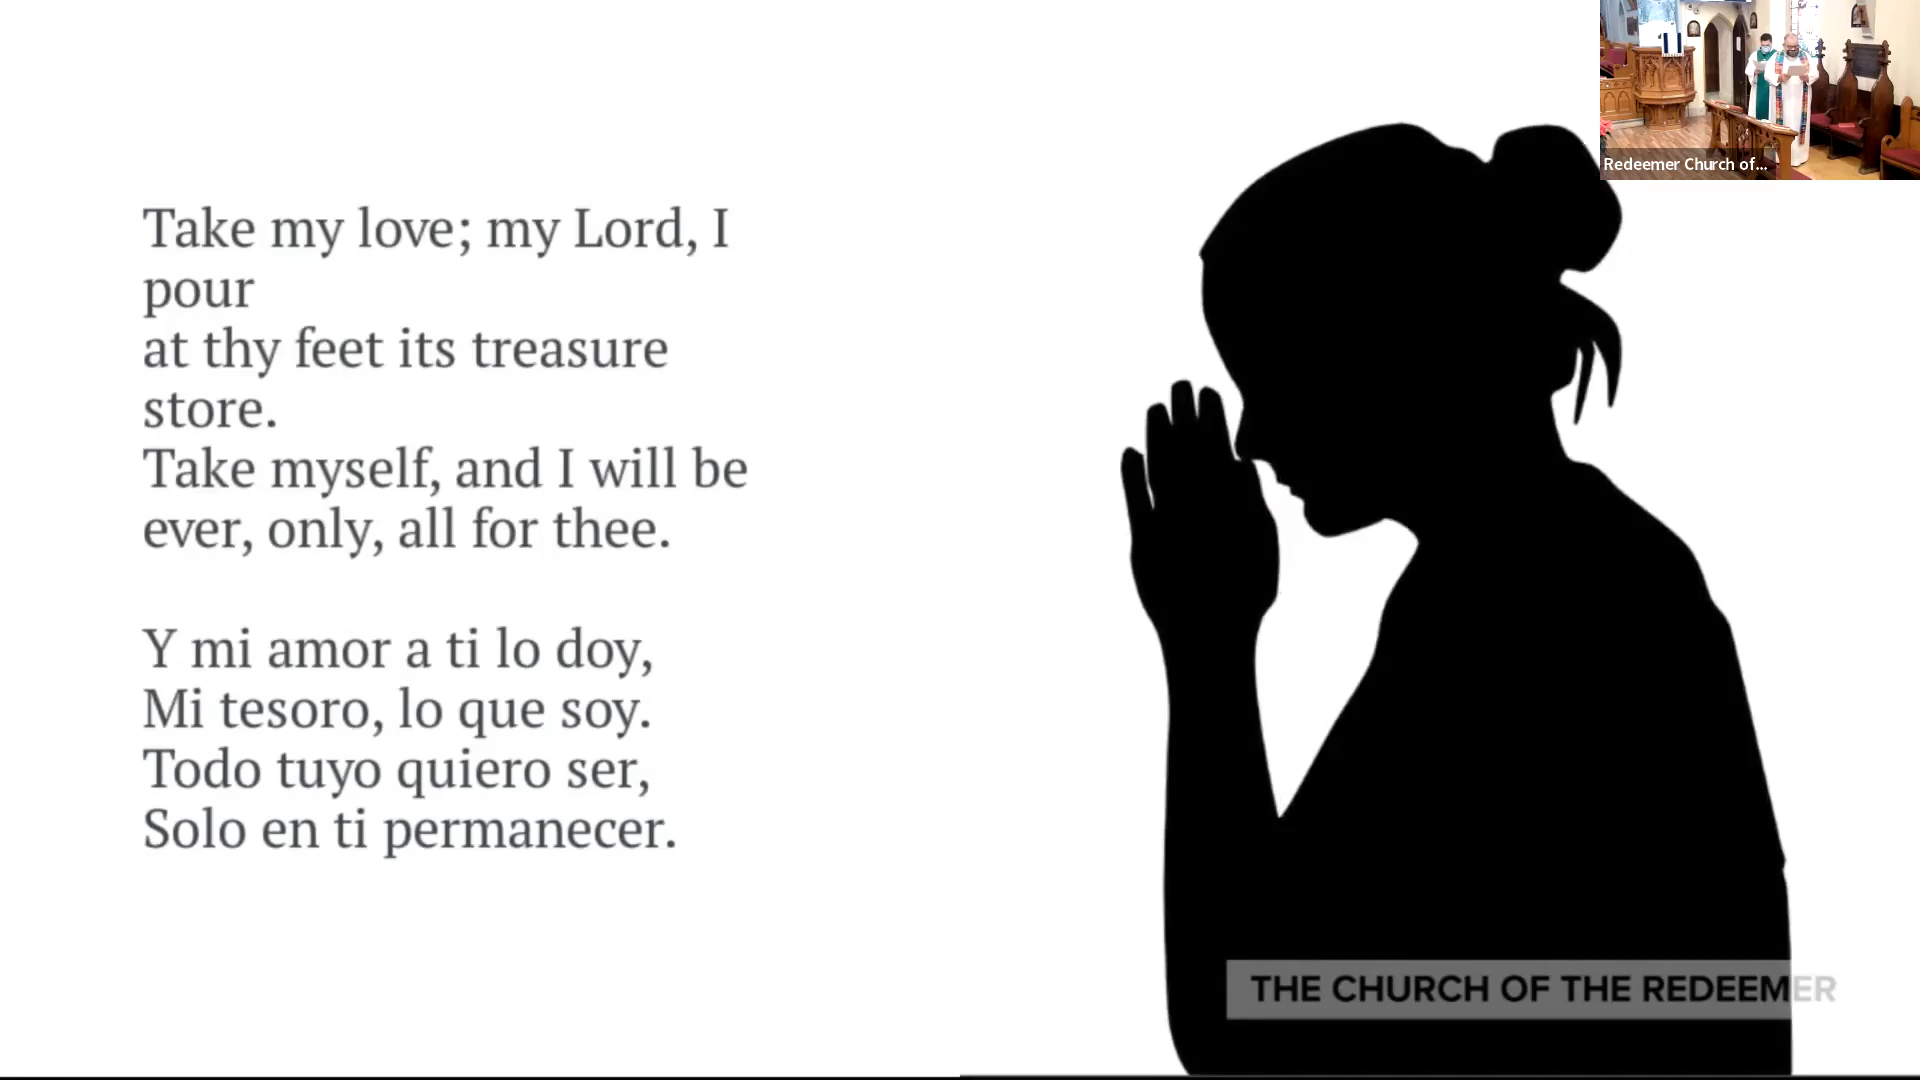 Redeemer Church of...
Take my love; my Lord, I
pour
at thy feet its treasure
store.
Take myself, and I will be
ever, only, all for thee.
Y mi amor a ti lo doy,
Mi tesoro, lo que soy.
Todo tuyo quiero ser,
Solo en ti permanecer.
THE CHURCH OF THE REDEEMER